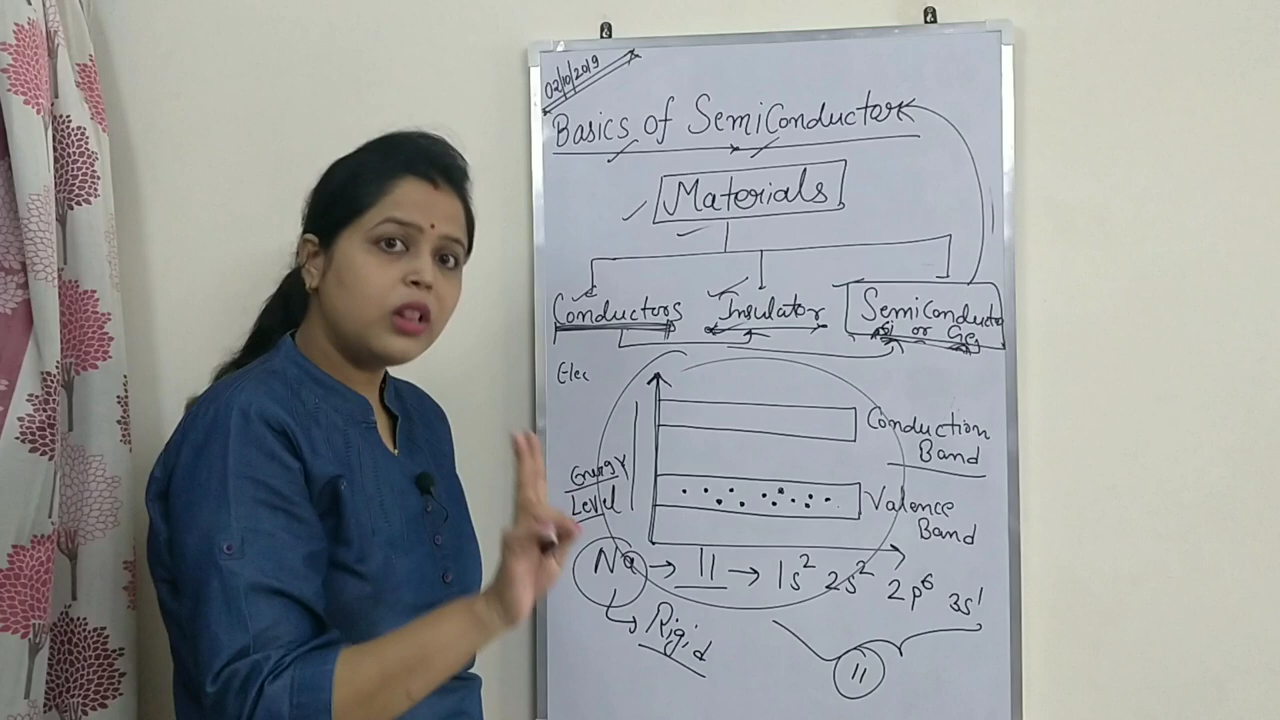 02/10/2019
Basics of SemiConductor
Materials
Conductors Insulator SemiConducto
Si or Ge
Elec
Conduction
Band
Energy
Level
Valence
Band
Na → 11 → 1s² 2s² 2p⁶ 3s¹
Rigid
11